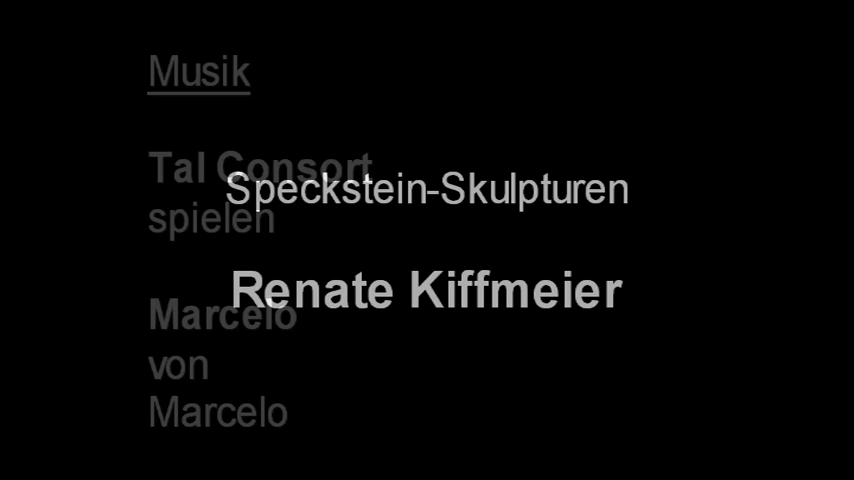 Musik
Tal Consort
Speckstein-Skulpturen
spielen
Renate Kiffmeier
Marcelo
von
Marcelo